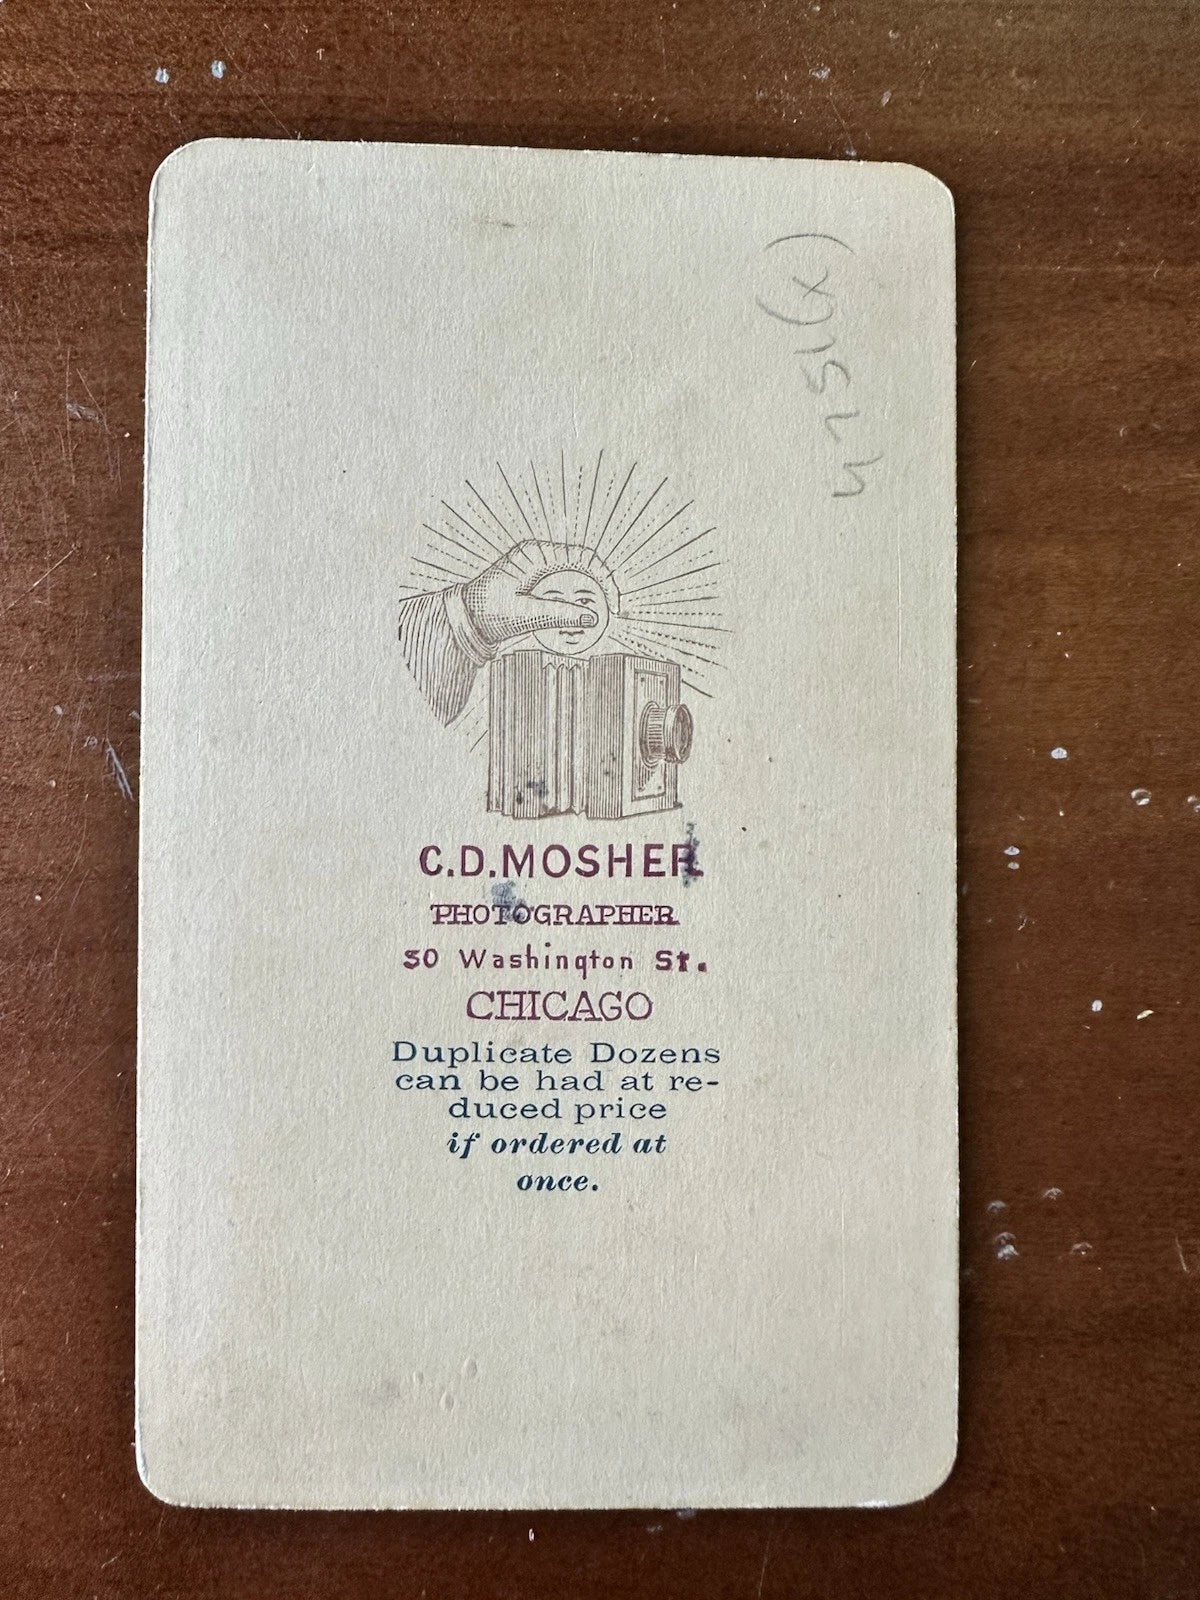 C.D.MOSHER
PHOTOGRAPHER
50 Washington St.
CHICAGO
Duplicate Dozens
can be had at re-
duced price
if ordered at
once.